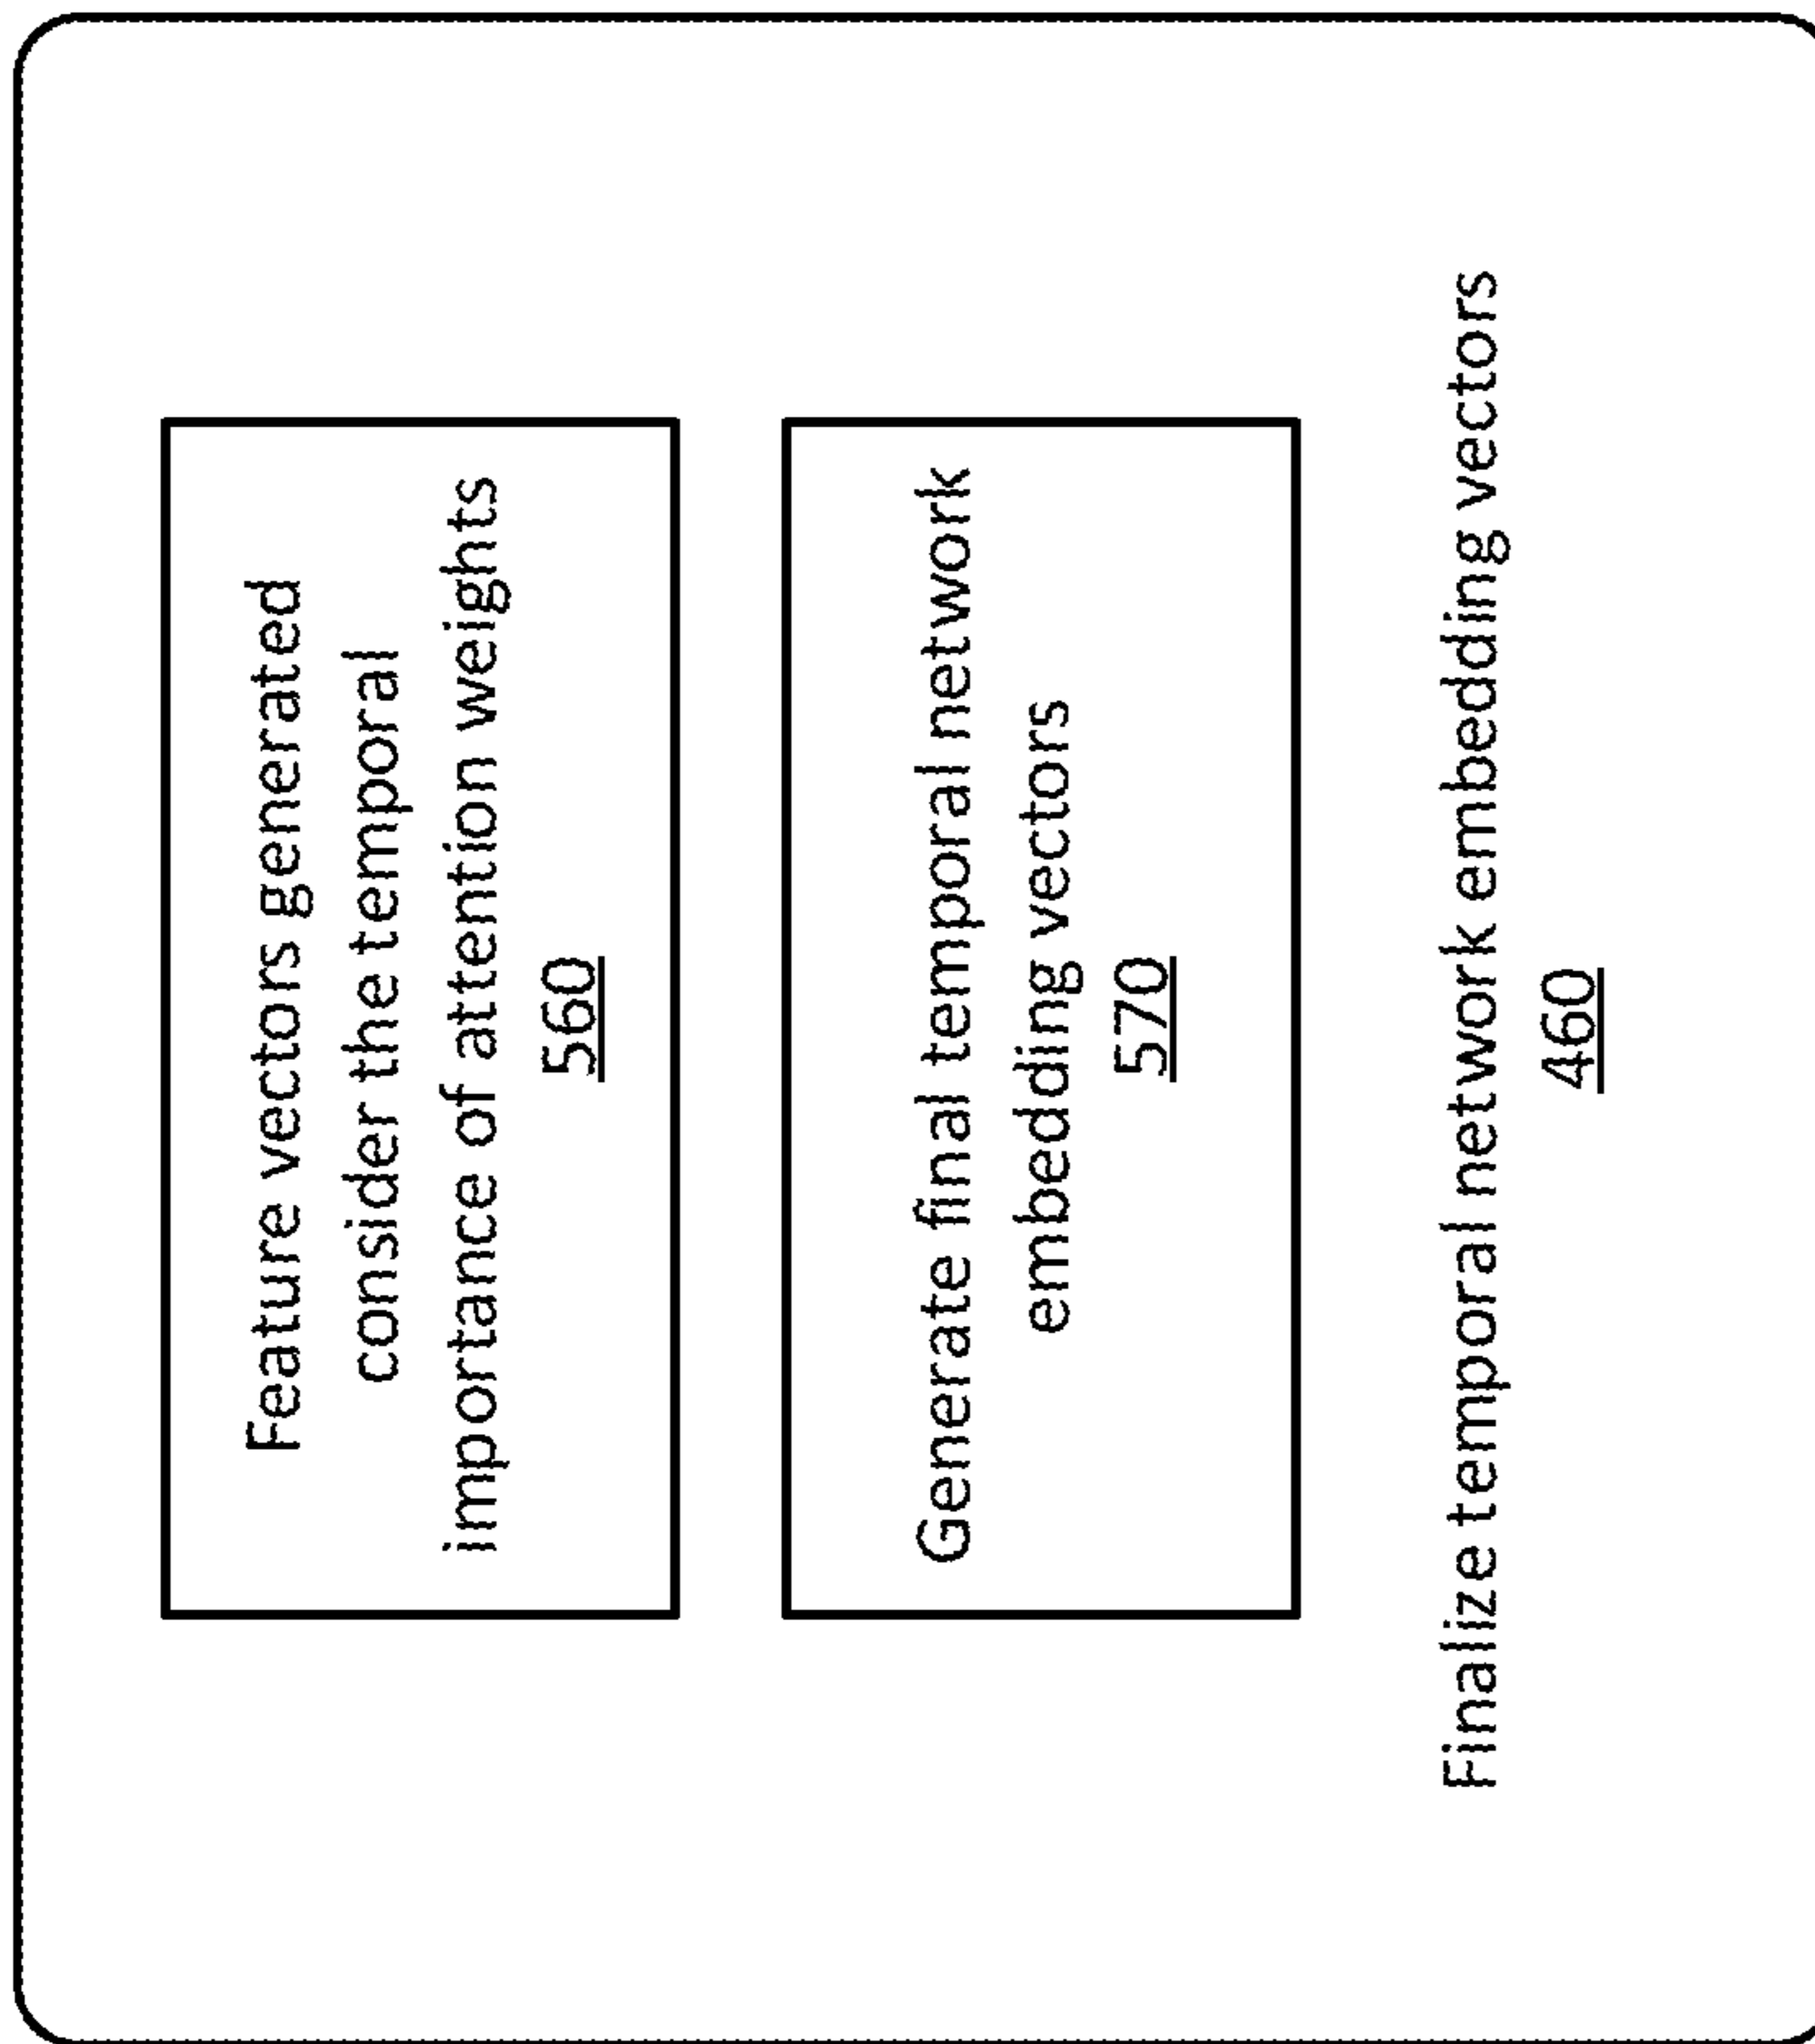 Feature vectors generated
consider the temporal
importance of attention weights
560
Generate final temporal network
embedding vectors
570
Finalize temporal network embedding vectors
460